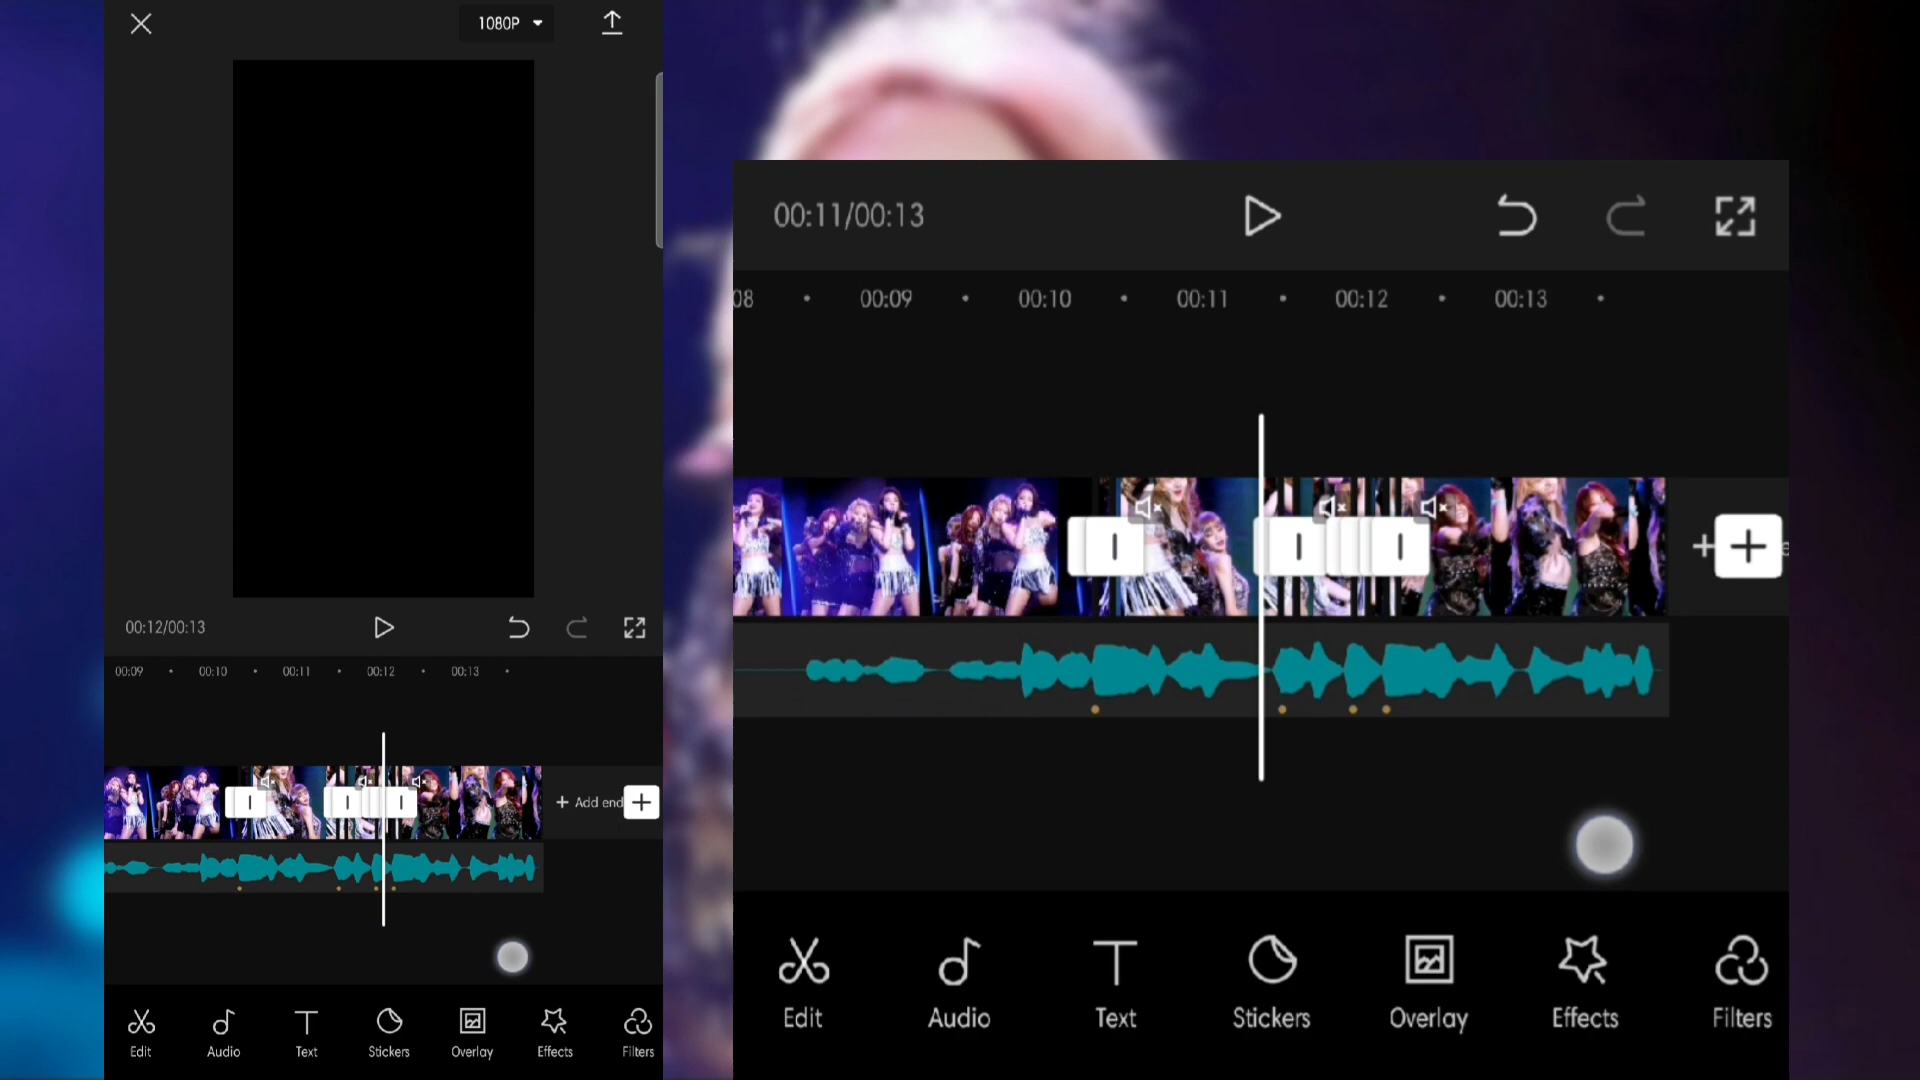 1080P
00:12/00:13
00:09 00:10 00:11 00:12 00:13
+ Add end
Edit Audio Text Stickers Overlay Effects Filters
00:11/00:13
08 00:09 00:10 00:11 00:12 00:13
Edit Audio Text Stickers Overlay Effects Filters